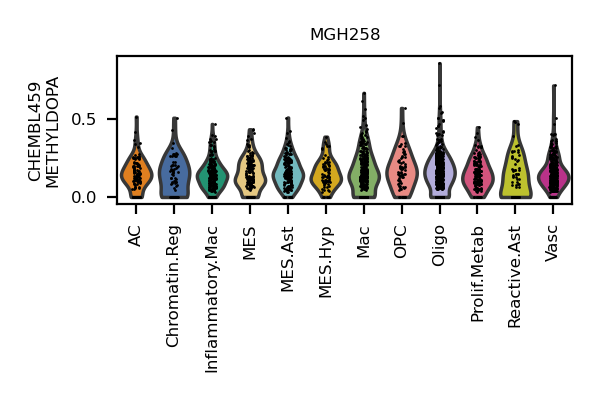 MGH258
CHEMBL459
METHYLDOPA
0.5
0.0
AC
Chromatin.Reg
Inflammatory.Mac
MES
MES.Ast
MES.Hyp
Mac
OPC
Oligo
Prolif.Metab
Reactive.Ast
Vasc